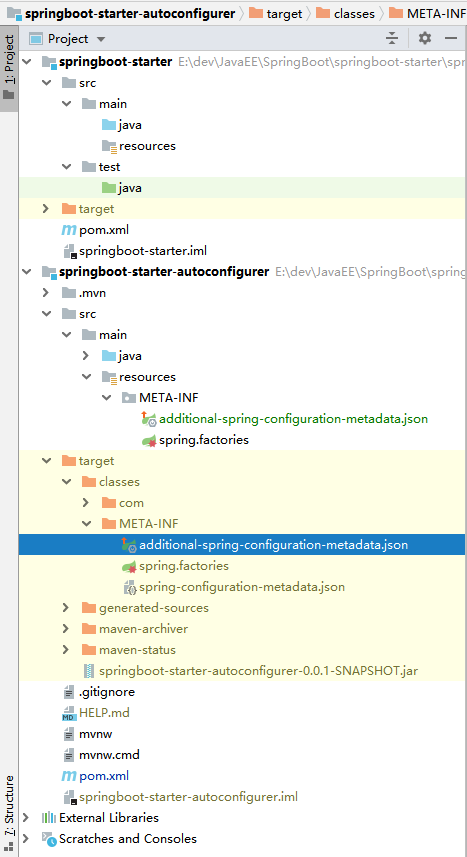 springboot-starter-autoconfigurer target classes META-INF
1: Project
Project
springboot-starter E:\dev\JavaEE\SpringBoot\springboot-starter\spr
src
main
java
resources
test
java
target
pom.xml
springboot-starter.iml
springboot-starter-autoconfigurer E:\dev\JavaEE\SpringBoot\spring
.mvn
src
main
java
resources
META-INF
additional-spring-configuration-metadata.json
spring.factories
target
classes
com
META-INF
additional-spring-configuration-metadata.json
spring.factories
spring-configuration-metadata.json
generated-sources
maven-archiver
maven-status
springboot-starter-autoconfigurer-0.0.1-SNAPSHOT.jar
.gitignore
HELP.md
mvnw
mvnw.cmd
pom.xml
springboot-starter-autoconfigurer.iml
7: Structure
External Libraries
Scratches and Consoles